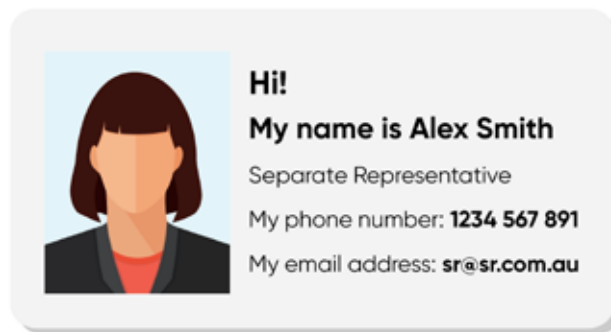 Hi!
My name is Alex Smith
Separate Representative
My phone number: 1234 567 891
My email address: sr@sr.com.au